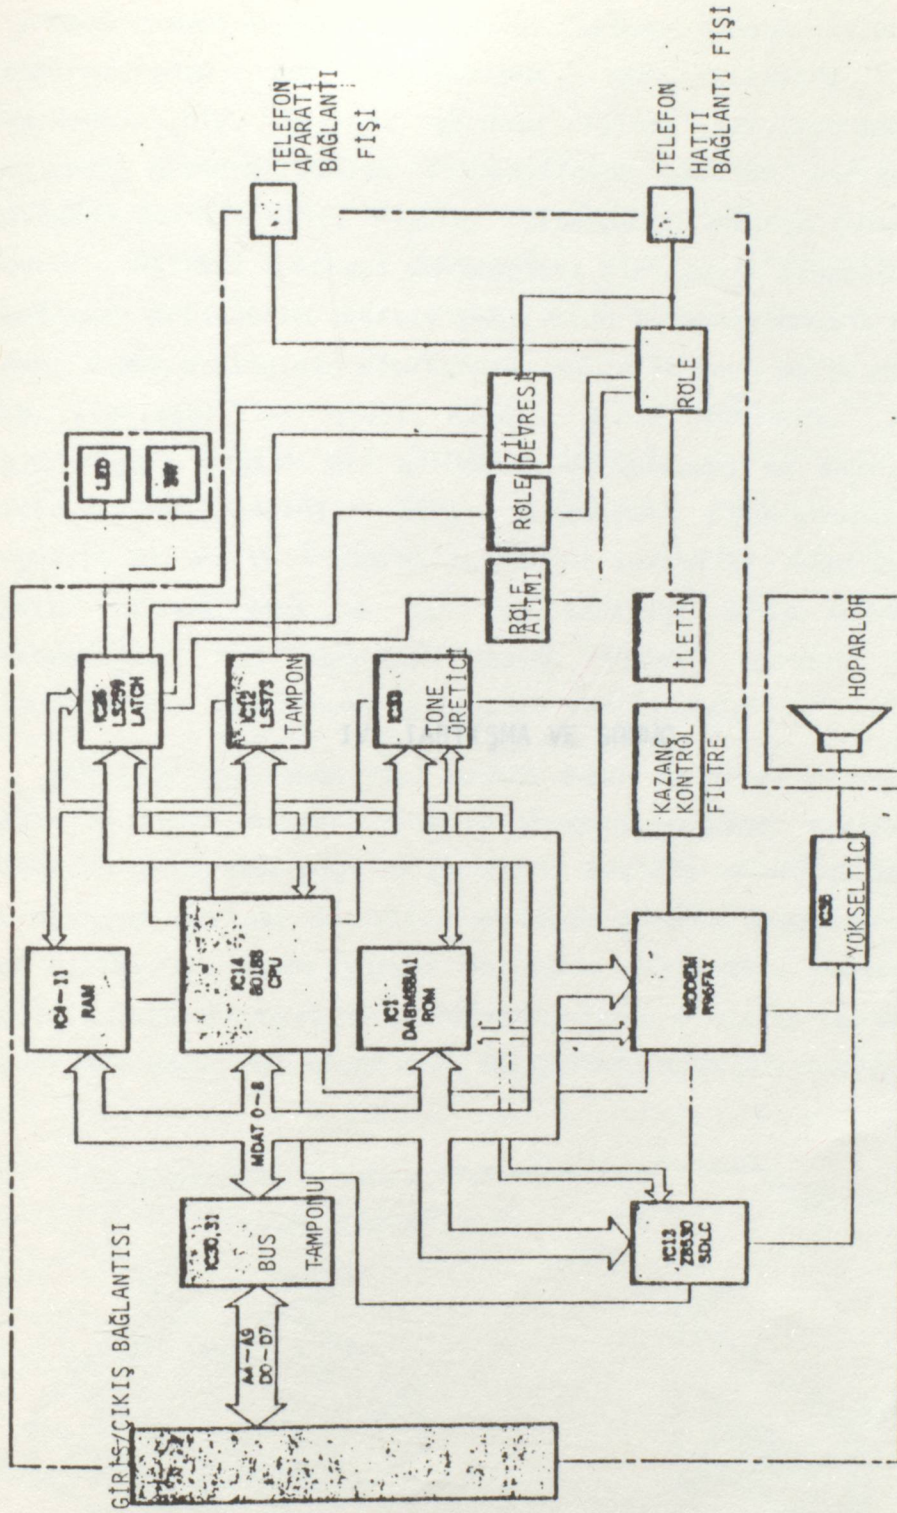 GİRİŞ/ÇIKIŞ BAĞLANTISI
A4-A9
D0-D7
IC30,31
BUS
TAMPONU
MDAT 0-8
IC4-11
RAM
IC14
80188
CPU
IC1
ROM
IC13
Z8530
SDLC
MODEM
R96FAX
LS259
LATCH
IC12
LS373
TAMPON
IC33
TONE
ÜRETİCİ
LED
SW
RÖLE
ATIMI
RÖLE
ZİL
DEVRESİ
RÖLE
İLETİM
KAZANÇ
KONTROL
FİLTRE
YÜKSELTİCİ
HOPARLÖR
TELEFON
APARATI
BAĞLANTI
FİŞİ
TELEFON
HATTI
BAĞLANTI FİŞİ